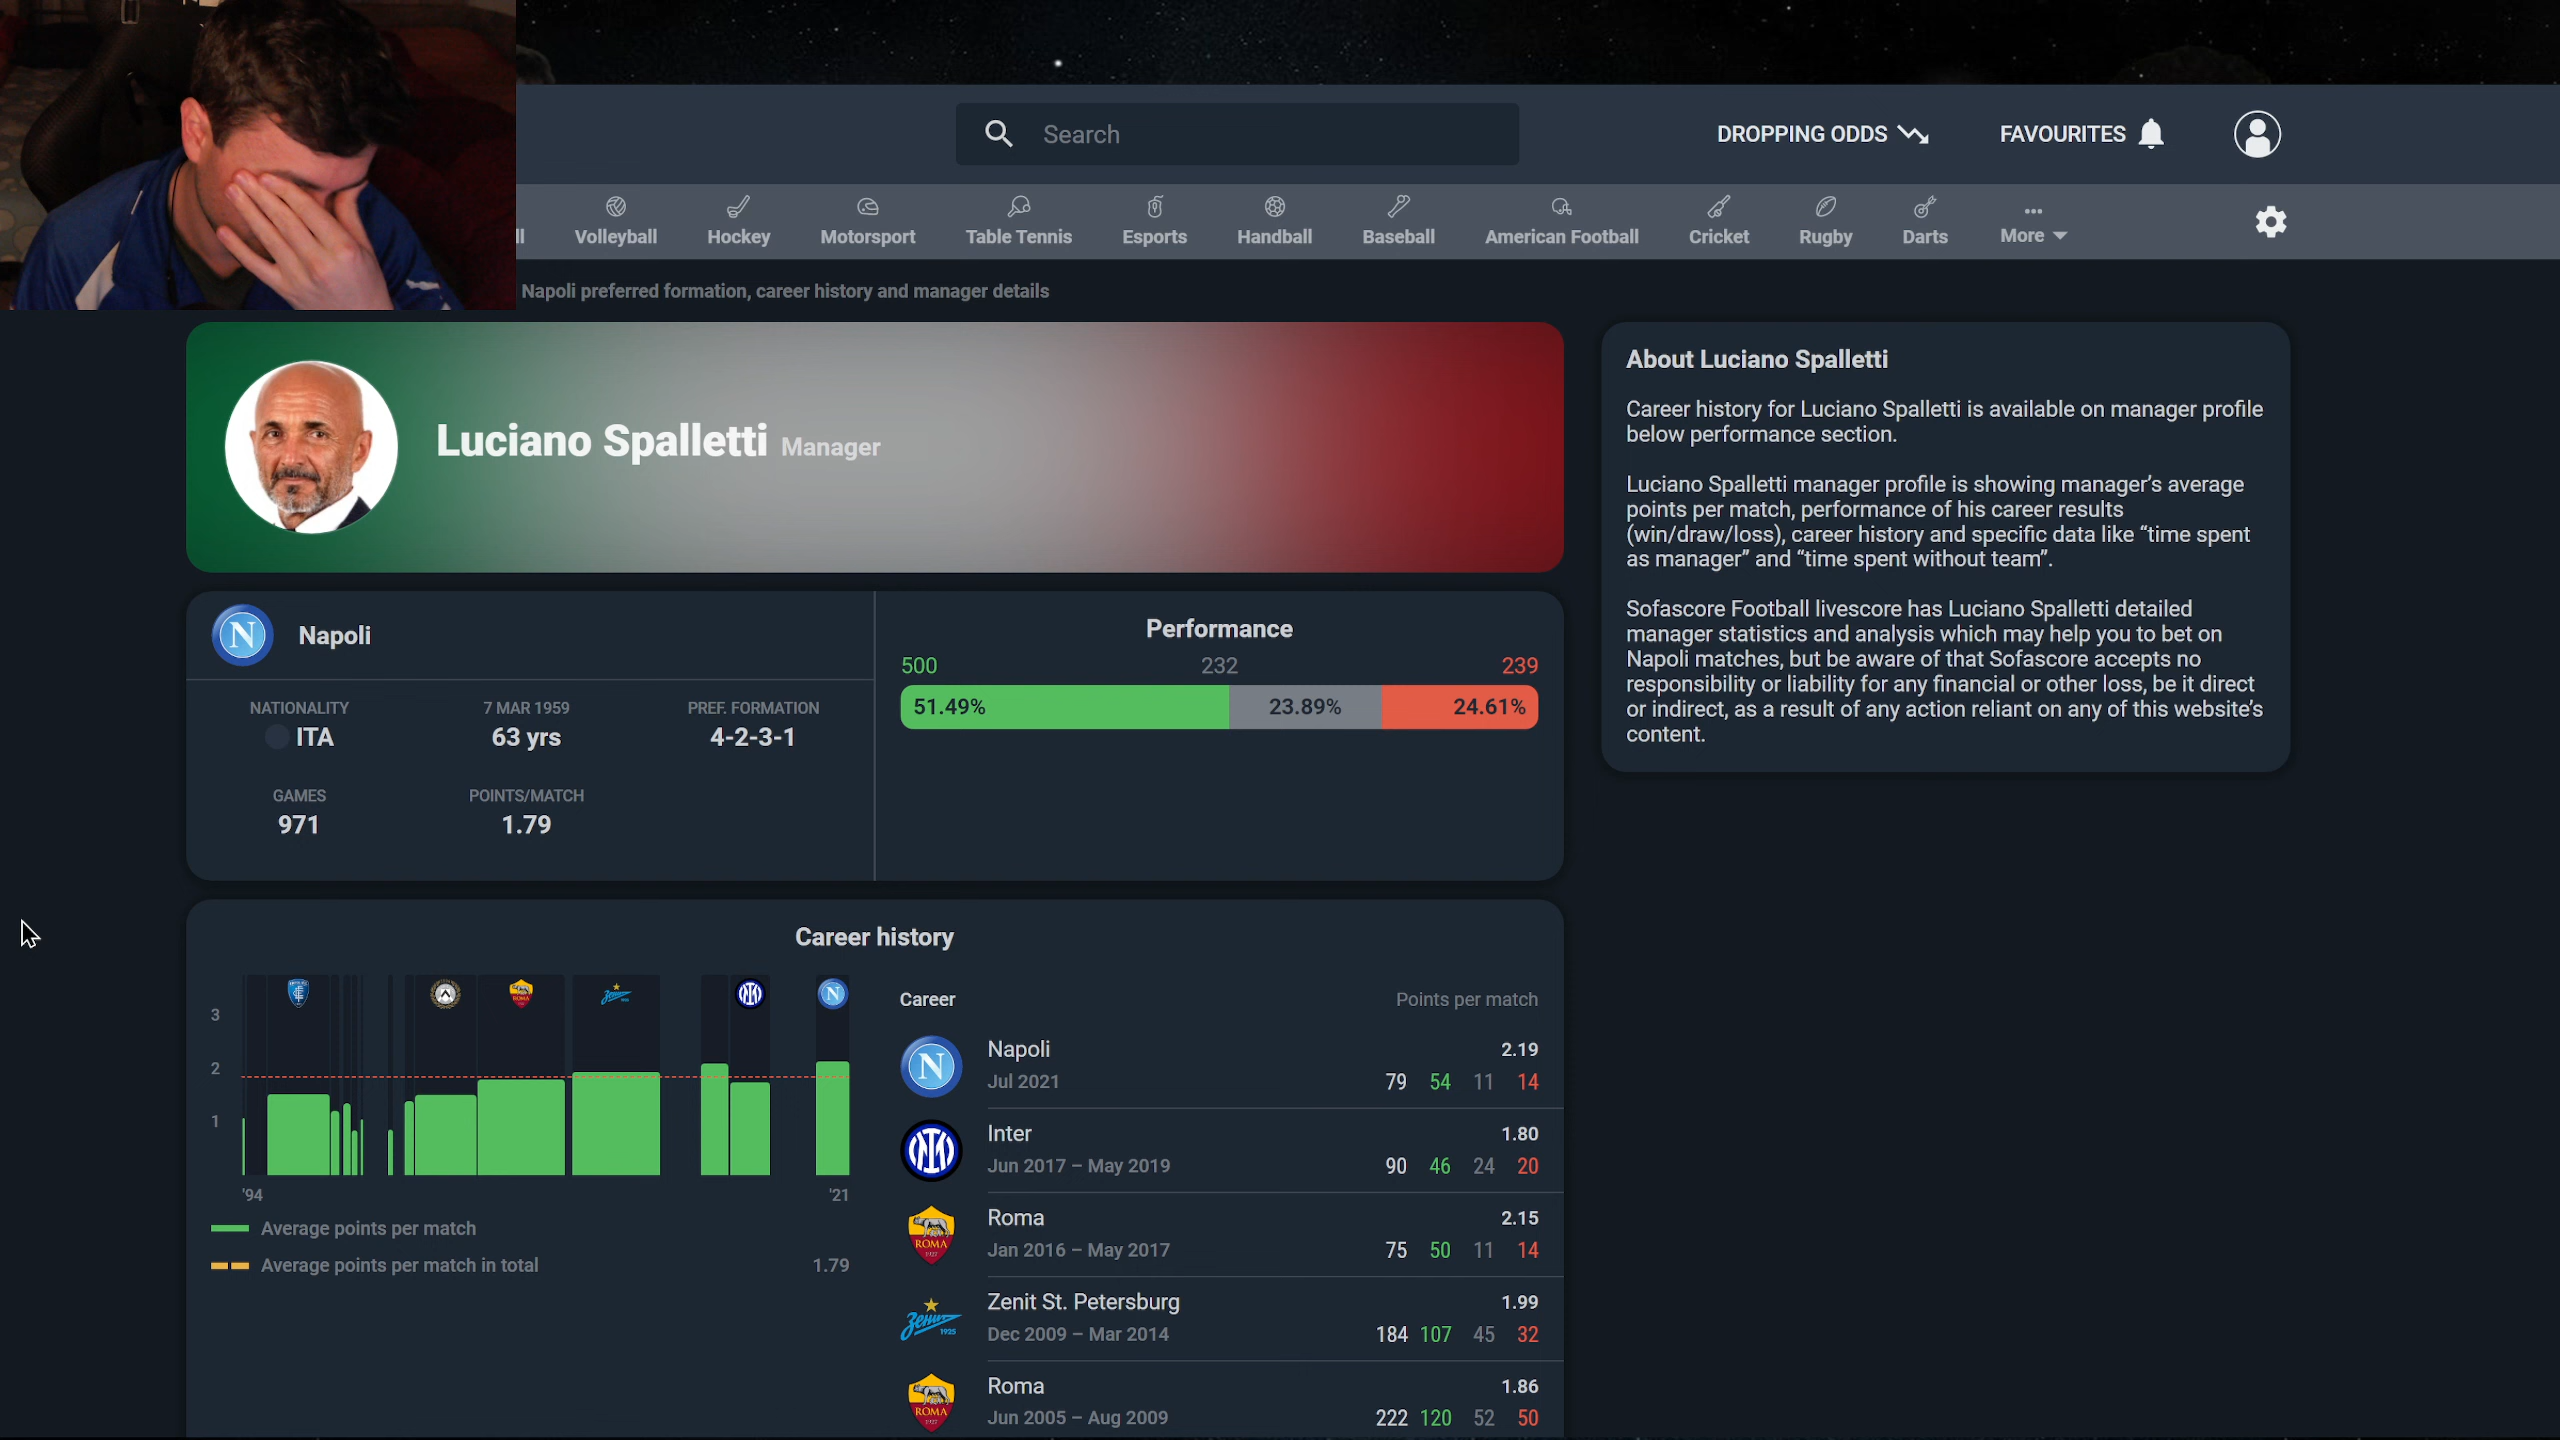 Search
DROPPING ODDS
FAVOURITES
ll
Volleyball
Hockey
Motorsport
Table Tennis
Esports
Handball
Baseball
American Football
Cricket
Rugby
Darts
More
Napoli preferred formation, career history and manager details
Luciano Spalletti Manager
Napoli
NATIONALITY
ITA
7 MAR 1959
63 yrs
PREF. FORMATION
4-2-3-1
GAMES
971
POINTS/MATCH
1.79
Performance
500 232 239
51.49% 23.89% 24.61%
About Luciano Spalletti
Career history for Luciano Spalletti is available on manager profile
below performance section.
Luciano Spalletti manager profile is showing manager's average
points per match, performance of his career results
(win/draw/loss), career history and specific data like “time spent
as manager” and “time spent without team”.
Sofascore Football livescore has Luciano Spalletti detailed
manager statistics and analysis which may help you to bet on
Napoli matches, but be aware of that Sofascore accepts no
responsibility or liability for any financial or other loss, be it direct
or indirect, as a result of any action reliant on any of this website's
content.
Career history
3
2
1
'94 '21
Average points per match
Average points per match in total 1.79
Career Points per match
N
Napoli 2.19
Jul 2021 79 54 11 14
Inter 1.80
Jun 2017 – May 2019 90 46 24 20
ROMA
1927
Roma 2.15
Jan 2016 – May 2017 75 50 11 14
Зенит
1925
Zenit St. Petersburg 1.99
Dec 2009 – Mar 2014 184 107 45 32
ROMA
1927
Roma 1.86
Jun 2005 – Aug 2009 222 120 52 50